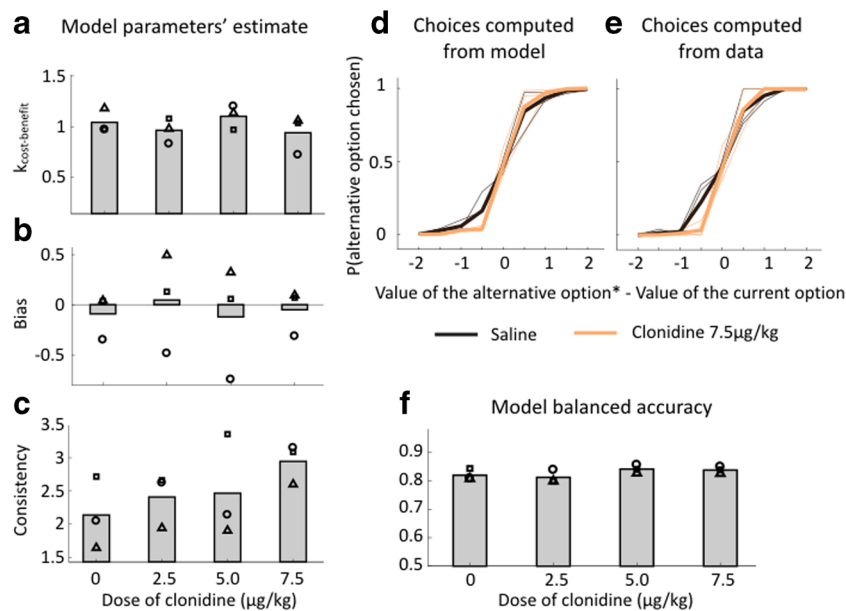 a Model parameters’ estimate
1.5
1
0.5
kcost-benefit
b
0.5
0
-0.5
Bias
c
3.5
3
2.5
2
1.5
Consistency
0 2.5 5.0 7.5
Dose of clonidine (µg/kg)
d Choices computed
from model
e Choices computed
from data
1
0.5
0
P(alternative option chosen)
-2 -1 0 1 2
-2 -1 0 1 2
Value of the alternative option* - Value of the current option
Saline Clonidine 7.5µg/kg
f Model balanced accuracy
0.9
0.8
0.7
0.6
0.5
0 2.5 5.0 7.5
Dose of clonidine (µg/kg)